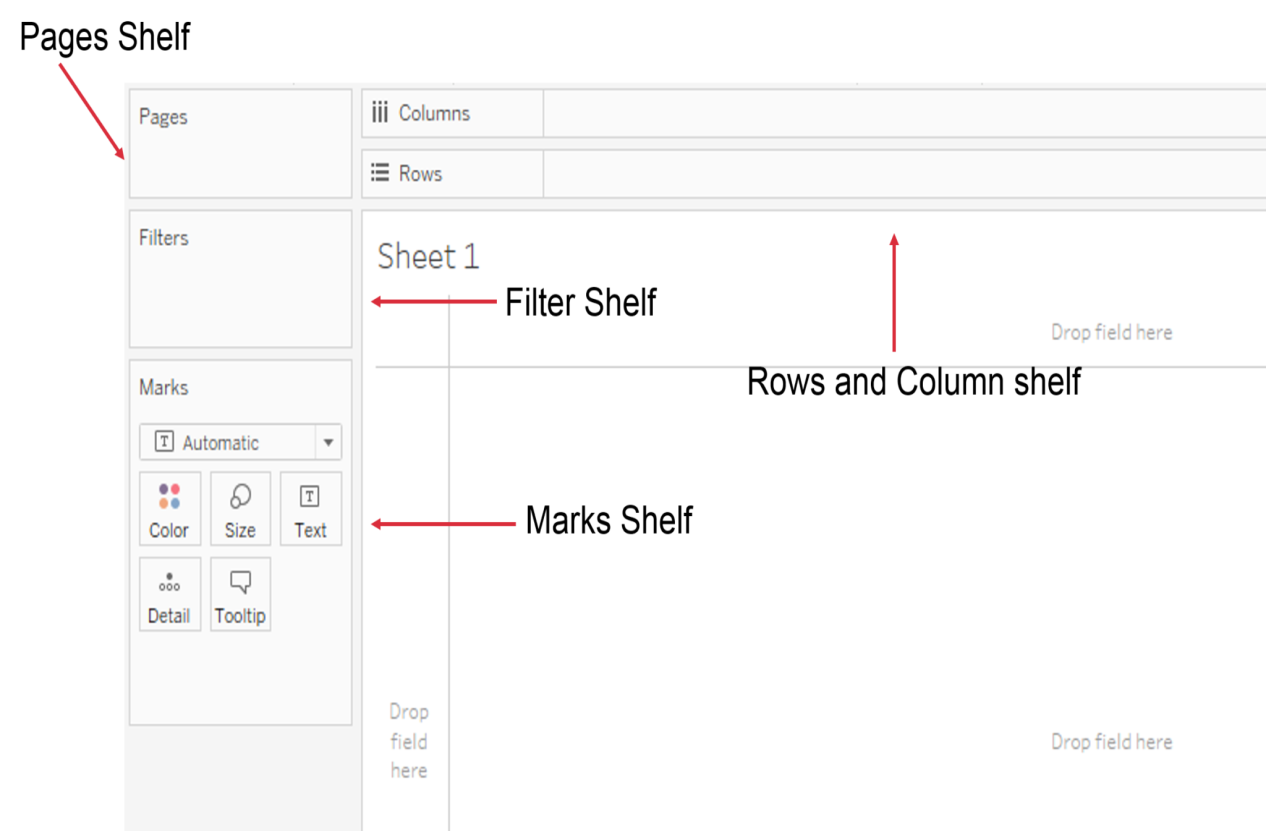 Pages Shelf
Pages
Columns
Rows
Filters
Sheet 1
Filter Shelf
Drop field here
Rows and Column shelf
Marks
Automatic
Color
Size
T
Text
Marks Shelf
Detail
Tooltip
Drop
field
here
Drop field here